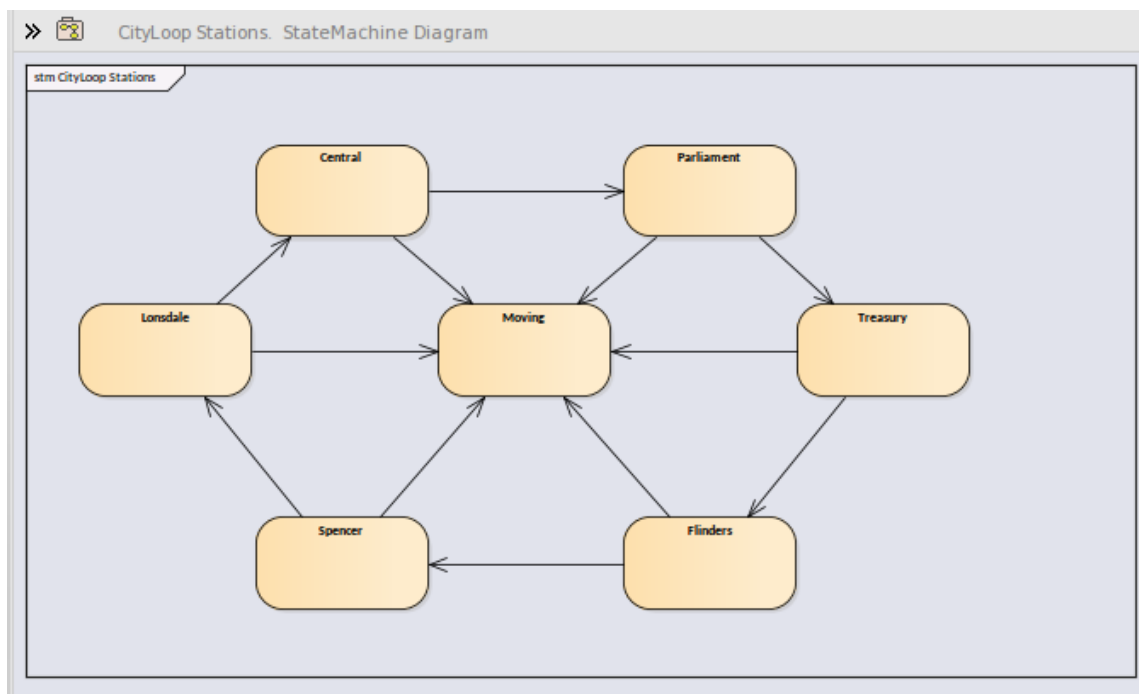 CityLoop Stations.  StateMachine Diagram
stm CityLoop Stations
Central
Parliament
Lonsdale
Moving
Treasury
Spencer
Flinders